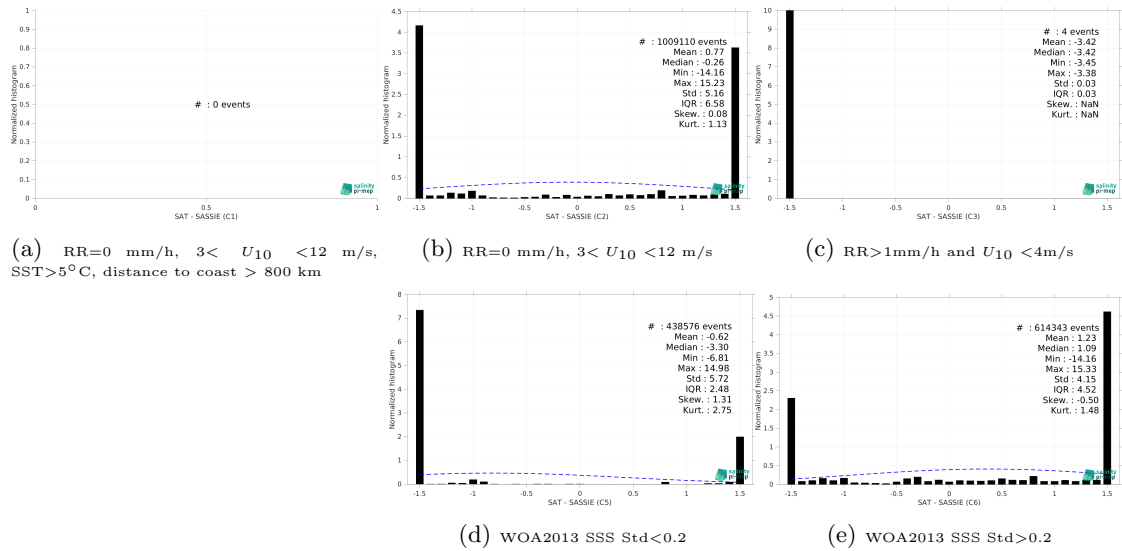 1
0.9
0.8
0.7
0.6
0.5
0.4
0.3
0.2
0.1
0
Normalized histogram
# : 0 events
salinity
pi-mep
0 0.5 1
SAT - SASSIE (C1)
(a) RR=0 mm/h, 3< U10 <12 m/s,
SST>5°C, distance to coast > 800 km
4.5
4
3.5
3
2.5
2
1.5
1
0.5
0
Normalized histogram
# : 1009110 events
Mean : 0.77
Median : -0.26
Min : -14.16
Max : 15.23
Std : 5.16
IQR : 6.58
Skew. : 0.08
Kurt. : 1.13
salinity
pi-mep
-1.5 -1 -0.5 0 0.5 1 1.5
SAT - SASSIE (C2)
(b) RR=0 mm/h, 3< U10 <12 m/s
10
9
8
7
6
5
4
3
2
1
0
Normalized histogram
# : 4 events
Mean : -3.42
Median : -3.42
Min : -3.45
Max : -3.38
Std : 0.03
IQR : 0.03
Skew. : NaN
Kurt. : NaN
salinity
pi-mep
-1.5 -1 -0.5 0 0.5 1 1.5
SAT - SASSIE (C3)
(c) RR>1mm/h and U10 <4m/s
8
7
6
5
4
3
2
1
0
Normalized histogram
# : 438576 events
Mean : -0.62
Median : -3.30
Min : -6.81
Max : 14.98
Std : 5.72
IQR : 2.48
Skew. : 1.31
Kurt. : 2.75
salinity
pi-mep
-1.5 -1 -0.5 0 0.5 1 1.5
SAT - SASSIE (C5)
(d) WOA2013 SSS Std<0.2
5
4.5
4
3.5
3
2.5
2
1.5
1
0.5
0
Normalized histogram
# : 614343 events
Mean : 1.23
Median : 1.09
Min : -14.16
Max : 15.33
Std : 4.15
IQR : 4.52
Skew. : -0.50
Kurt. : 1.48
salinity
pi-mep
-1.5 -1 -0.5 0 0.5 1 1.5
SAT - SASSIE (C6)
(e) WOA2013 SSS Std>0.2